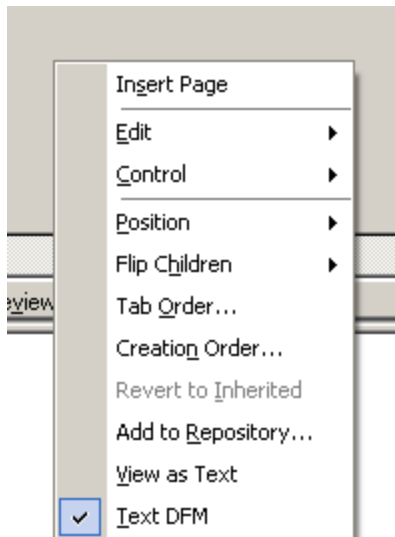 Insert Page
Edit
Control
Position
Flip Children
eview
Tab Order...
Creation Order...
Revert to Inherited
Add to Repository...
View as Text
Text DFM